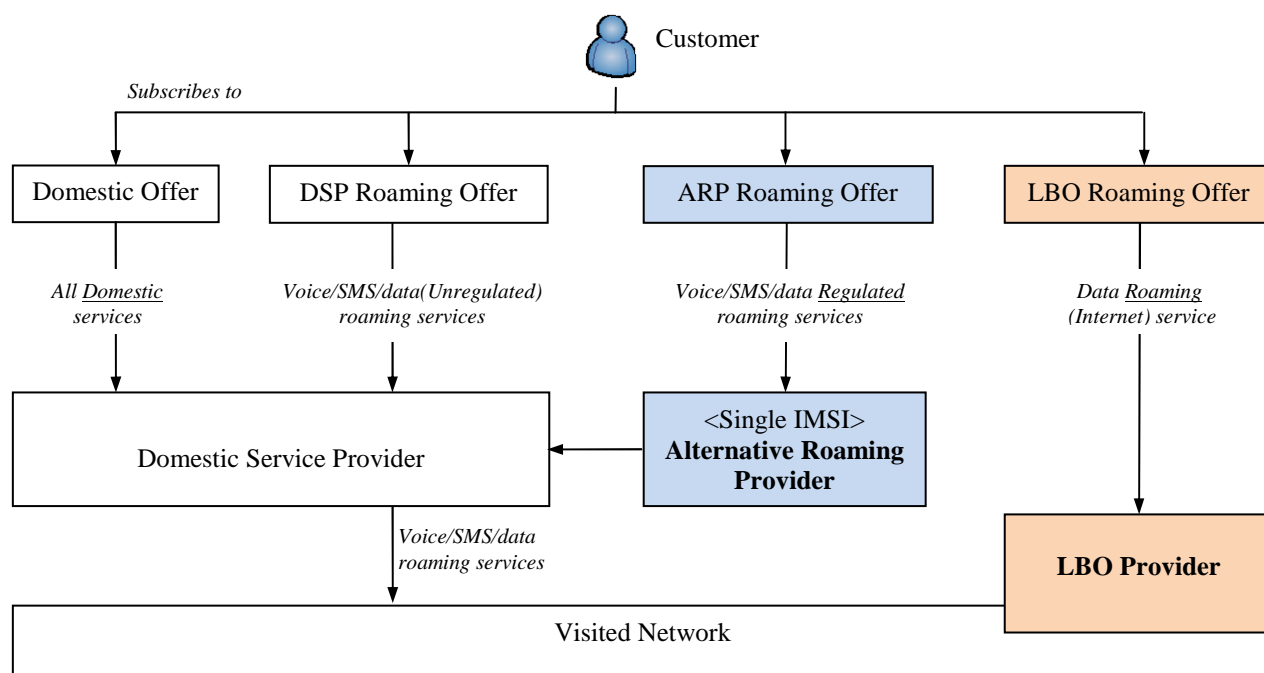 Customer
Subscribes to
Domestic Offer
DSP Roaming Offer
ARP Roaming Offer
LBO Roaming Offer
All Domestic
services
Voice/SMS/data(Unregulated)
roaming services
Voice/SMS/data Regulated
roaming services
Data Roaming
(Internet) service
Domestic Service Provider
<Single IMSI>
Alternative Roaming
Provider
Voice/SMS/data
roaming services
LBO Provider
Visited Network